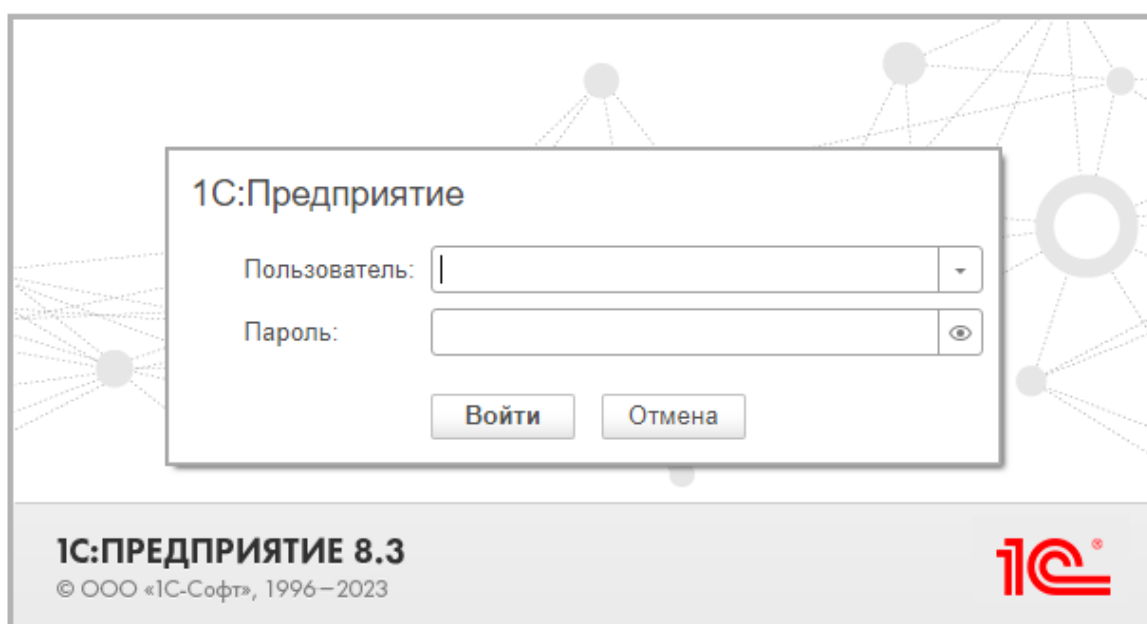 1С:Предприятие
Пользователь:
Пароль:
Войти Отмена
1С:ПРЕДПРИЯТИЕ 8.3
© ООО «1С-Софт», 1996—2023
1С®